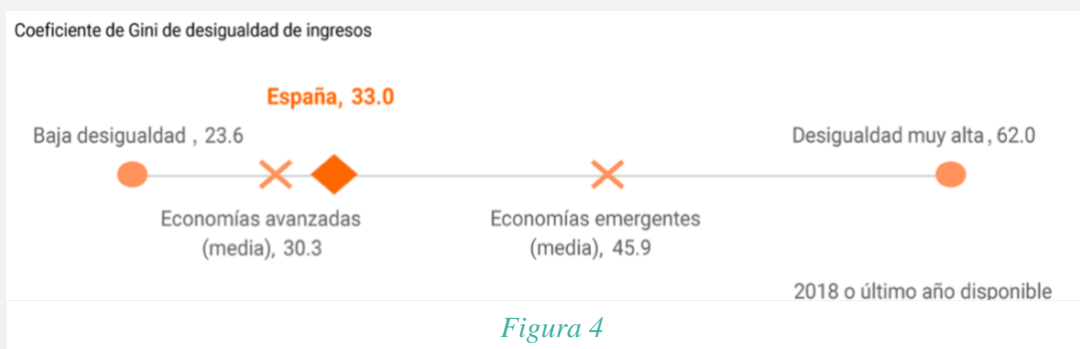 Coeficiente de Gini de desigualdad de ingresos
España, 33.0
Baja desigualdad , 23.6
Desigualdad muy alta, 62.0
Economías avanzadas
(media), 30.3
Economías emergentes
(media), 45.9
2018 o último año disponible
Figura 4